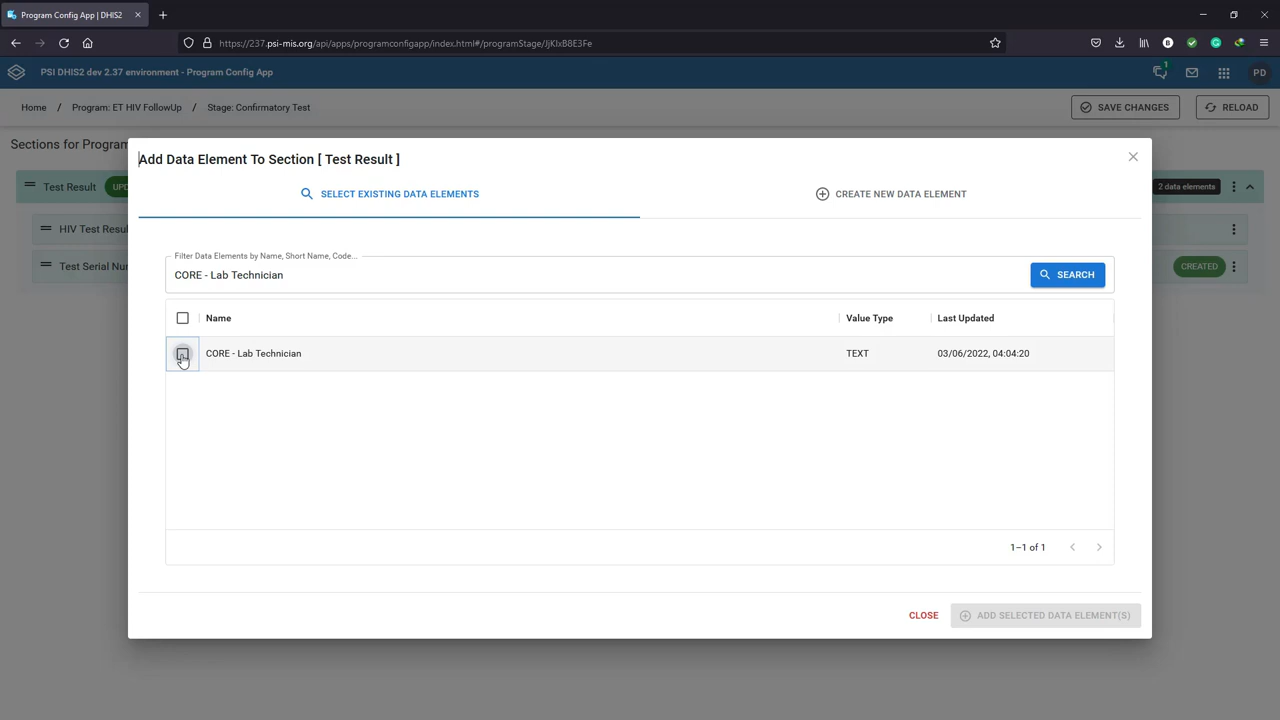 Program Config App | DHIS2
https://237.psi-mis.org/api/apps/programconfigapp/index.html#/programStage/JjKIxB8E3Fe
PSI DHIS2 dev 2.37 environment - Program Config App
1
PD
Home / Program: ET HIV FollowUp / Stage: Confirmatory Test
SAVE CHANGES
RELOAD
Sections for Program
Add Data Element To Section [ Test Result ]
Test Result
2 data elements
SELECT EXISTING DATA ELEMENTS
CREATE NEW DATA ELEMENT
HIV Test
Test Serial
CREATED
Filter Data Elements by Name, Short Name, Code...
CORE - Lab Technician
SEARCH
Name
Value Type
Last Updated
CORE - Lab Technician
TEXT
03/06/2022, 04:04:20
1–1 of 1
CLOSE
ADD SELECTED DATA ELEMENT(S)